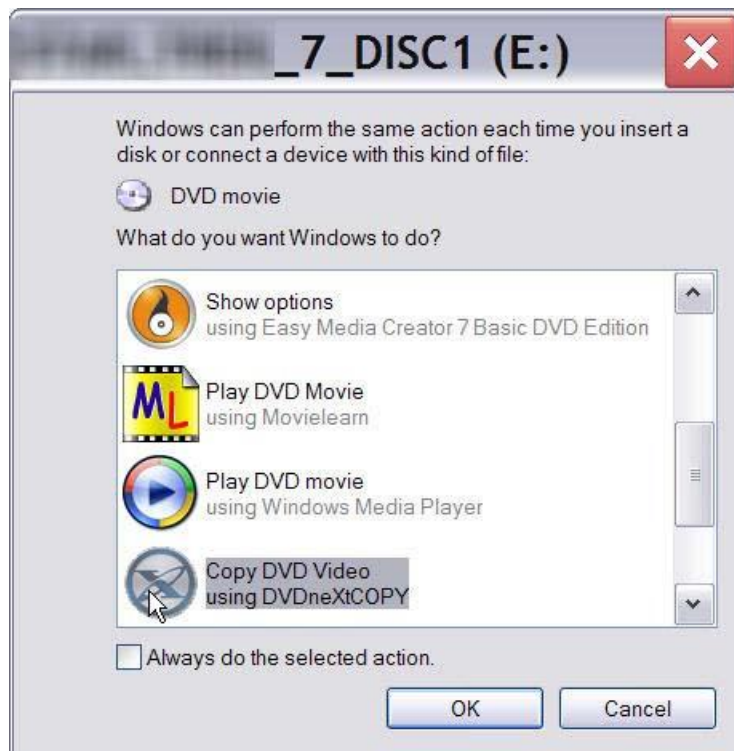 _7_DISC1 (E:)
Windows can perform the same action each time you insert a
disk or connect a device with this kind of file:
DVD movie
What do you want Windows to do?
Show options
using Easy Media Creator 7 Basic DVD Edition
ML
Play DVD Movie
using Movielearn
Play DVD movie
using Windows Media Player
Copy DVD Video
using DVDneXtCOPY
Always do the selected action.
OK
Cancel